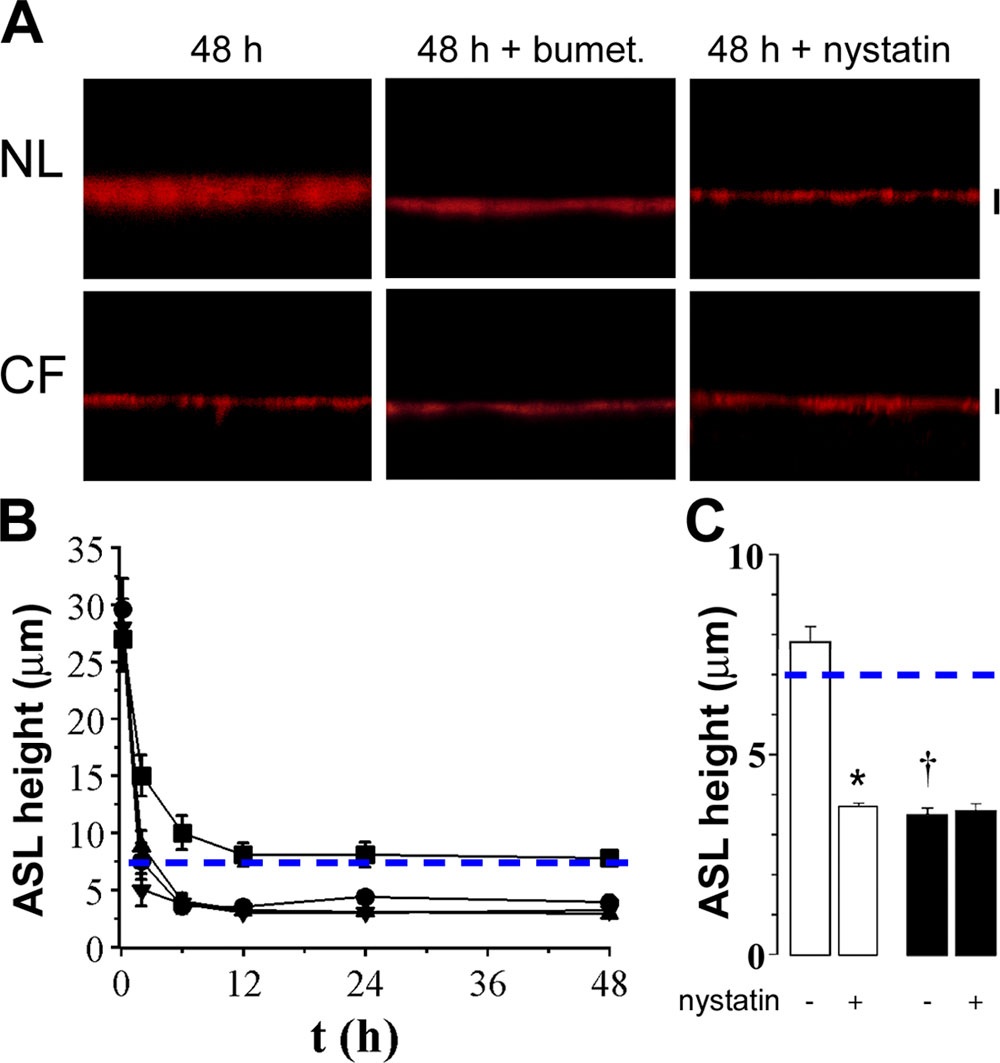 A
48 h
48 h + bumet.
48 h + nystatin
NL
CF
B
ASL height (μm)
35
30
25
20
15
10
5
0
0 12 24 36 48
t (h)
C
ASL height (μm)
10
5
0
*
†
nystatin - + - +